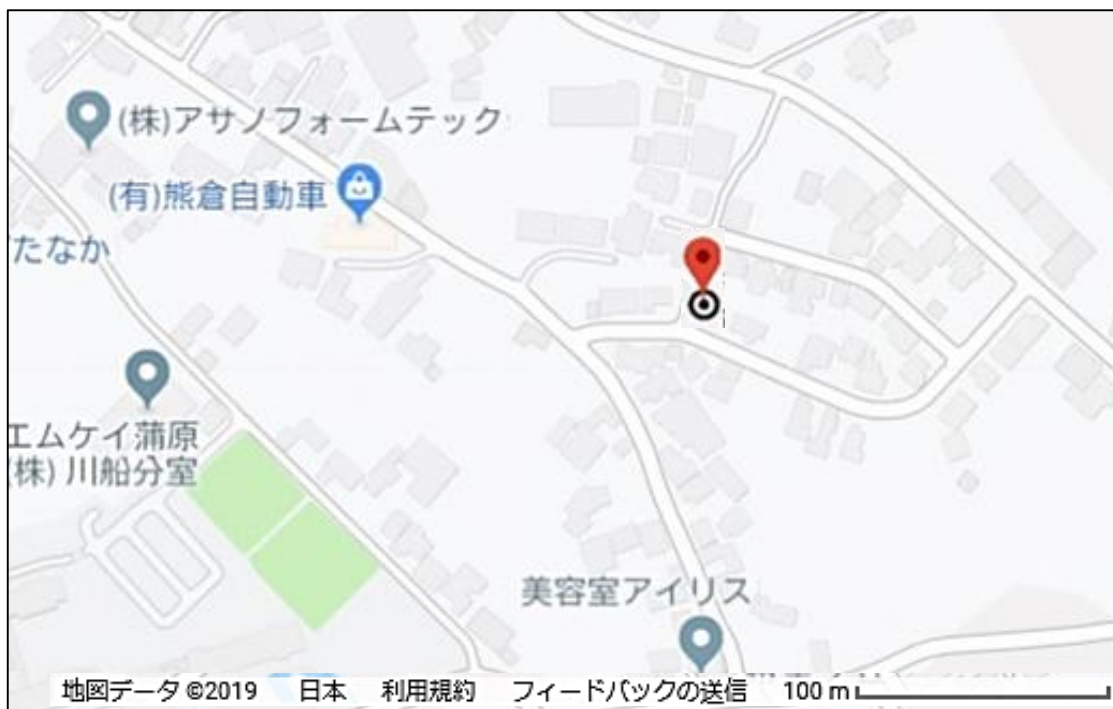 (株)アサノフォームテック
(有)熊倉自動車
たなか
エムケイ蒲原
(株) 川船分室
美容室アイリス
地図データ ©2019 日本 利用規約 フィードバックの送信 100 m